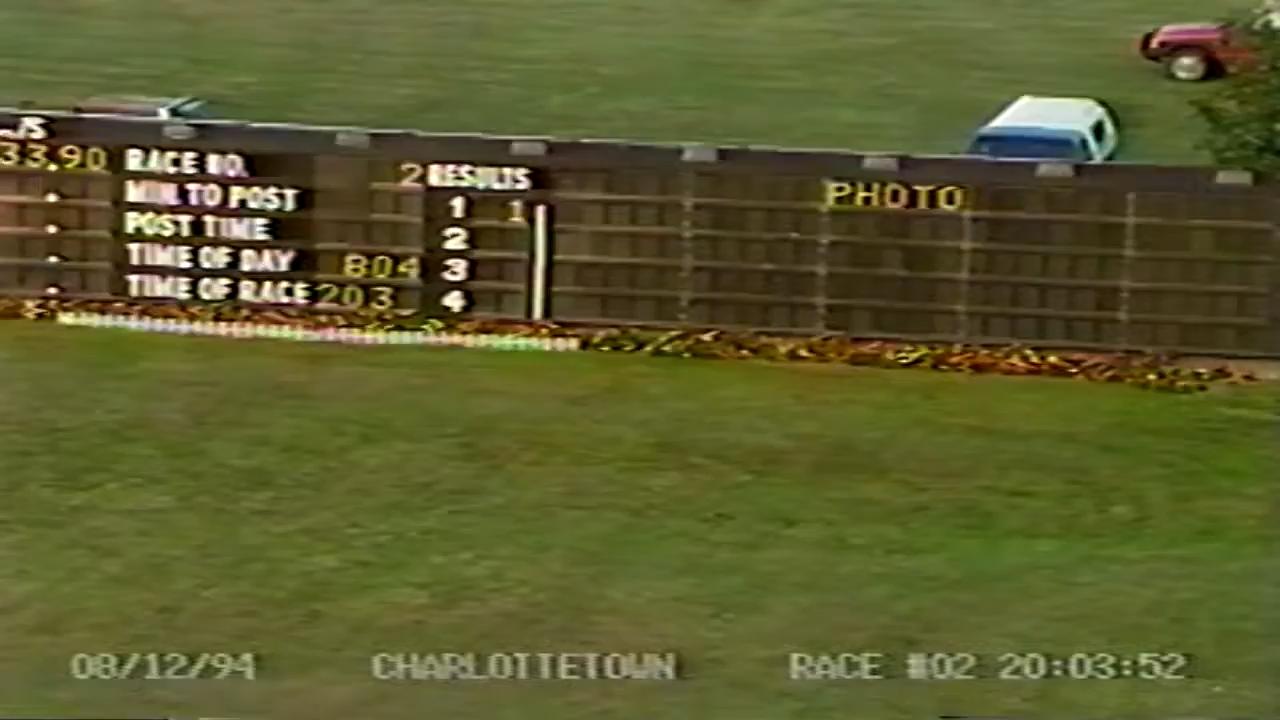 33.90 RACE NO. 2 RESULTS
MIN. TO POST 1 1 PHOTO
POST TIME 2
TIME OF DAY 804 3
TIME OF RACE 203 4
08/12/94 CHARLOTTETOWN RACE #02 20:03:52